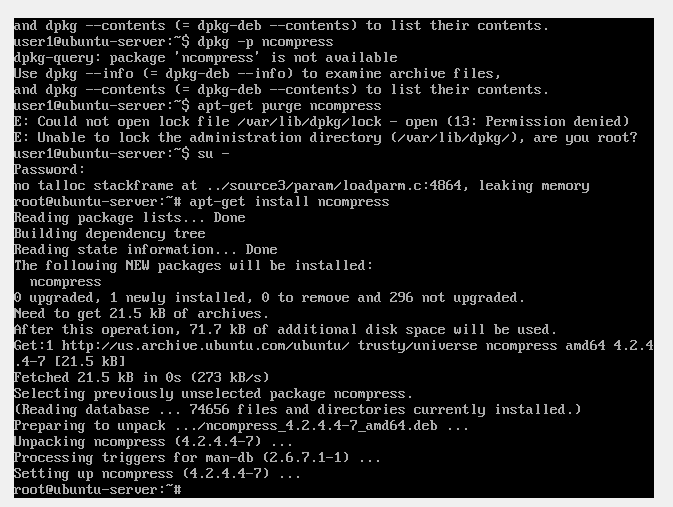 and dpkg --contents (= dpkg-deb --contents) to list their contents.
user1@ubuntu-server:~$ dpkg -p ncompress
dpkg-query: package 'ncompress' is not available
Use dpkg --info (= dpkg-deb --info) to examine archive files,
and dpkg --contents (= dpkg-deb --contents) to list their contents.
user1@ubuntu-server:~$ apt-get purge ncompress
E: Could not open lock file /var/lib/dpkg/lock - open (13: Permission denied)
E: Unable to lock the administration directory (/var/lib/dpkg/), are you root?
user1@ubuntu-server:~$ su -
Password:
no talloc stackframe at ../source3/param/loadparm.c:4864, leaking memory
root@ubuntu-server:~# apt-get install ncompress
Reading package lists... Done
Building dependency tree
Reading state information... Done
The following NEW packages will be installed:
  ncompress
0 upgraded, 1 newly installed, 0 to remove and 296 not upgraded.
Need to get 21.5 kB of archives.
After this operation, 71.7 kB of additional disk space will be used.
Get:1 http://us.archive.ubuntu.com/ubuntu/ trusty/universe ncompress amd64 4.2.4
.4-7 [21.5 kB]
Fetched 21.5 kB in 0s (273 kB/s)
Selecting previously unselected package ncompress.
(Reading database ... 74656 files and directories currently installed.)
Preparing to unpack .../ncompress_4.2.4.4-7_amd64.deb ...
Unpacking ncompress (4.2.4.4-7) ...
Processing triggers for man-db (2.6.7.1-1) ...
Setting up ncompress (4.2.4.4-7) ...
root@ubuntu-server:~#